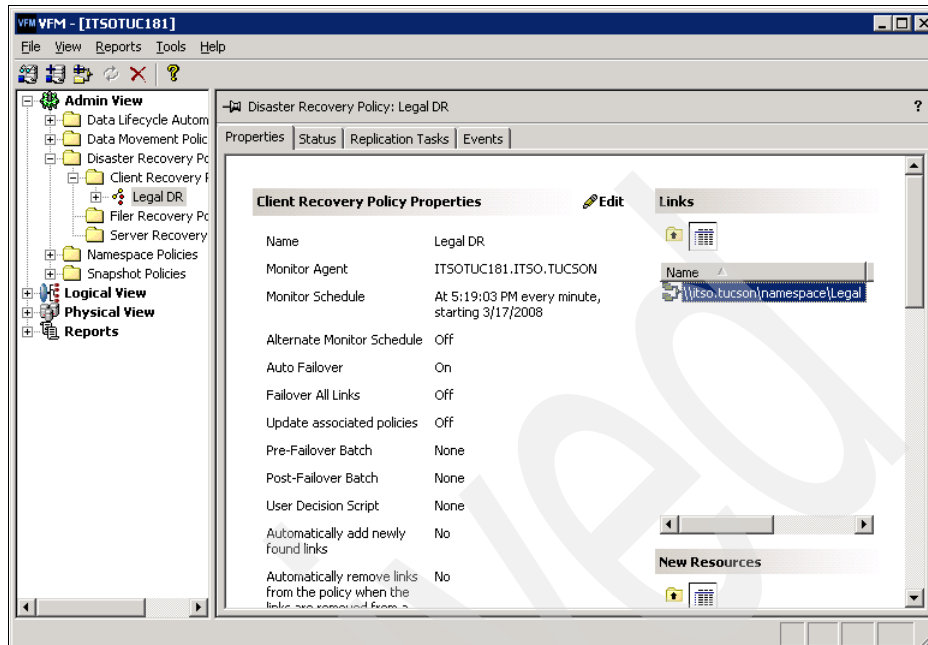 VFM VFM - [ITSOTUC181]
File View Reports Tools Help
Admin View
Data Lifecycle Autom
Data Movement Polic
Disaster Recovery Po
Client Recovery
Legal DR
Filer Recovery Po
Server Recovery
Namespace Policies
Snapshot Policies
Logical View
Physical View
Reports
Disaster Recovery Policy: Legal DR ?
Properties Status Replication Tasks Events
Client Recovery Policy Properties Edit
Name Legal DR
Monitor Agent ITSOTUC181.ITSO.TUCSON
Monitor Schedule At 5:19:03 PM every minute,
starting 3/17/2008
Alternate Monitor Schedule Off
Auto Failover On
Failover All Links Off
Update associated policies Off
Pre-Failover Batch None
Post-Failover Batch None
User Decision Script None
Automatically add newly No
found links
Automatically remove links No
from the policy when the
links are removed from a
Links
Name
\\itso.tucson\namespace\Legal
New Resources